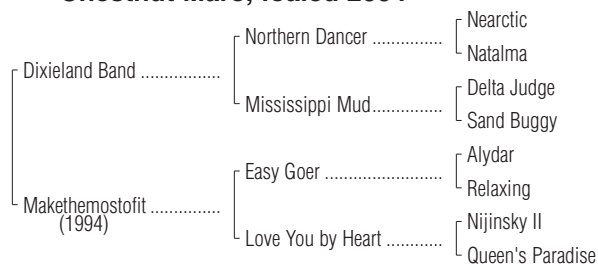 Chestnut Mare; foaled
Nearctic
Northern Dancer ...............
Natalma
Dixieland Band .................
Delta Judge
Mississippi Mud...............
Sand Buggy
Alydar
Easy Goer .........................
Relaxing
Makethemostofit ...............
(1994)
Nijinsky II
Love You by Heart ............
Queen's Paradise